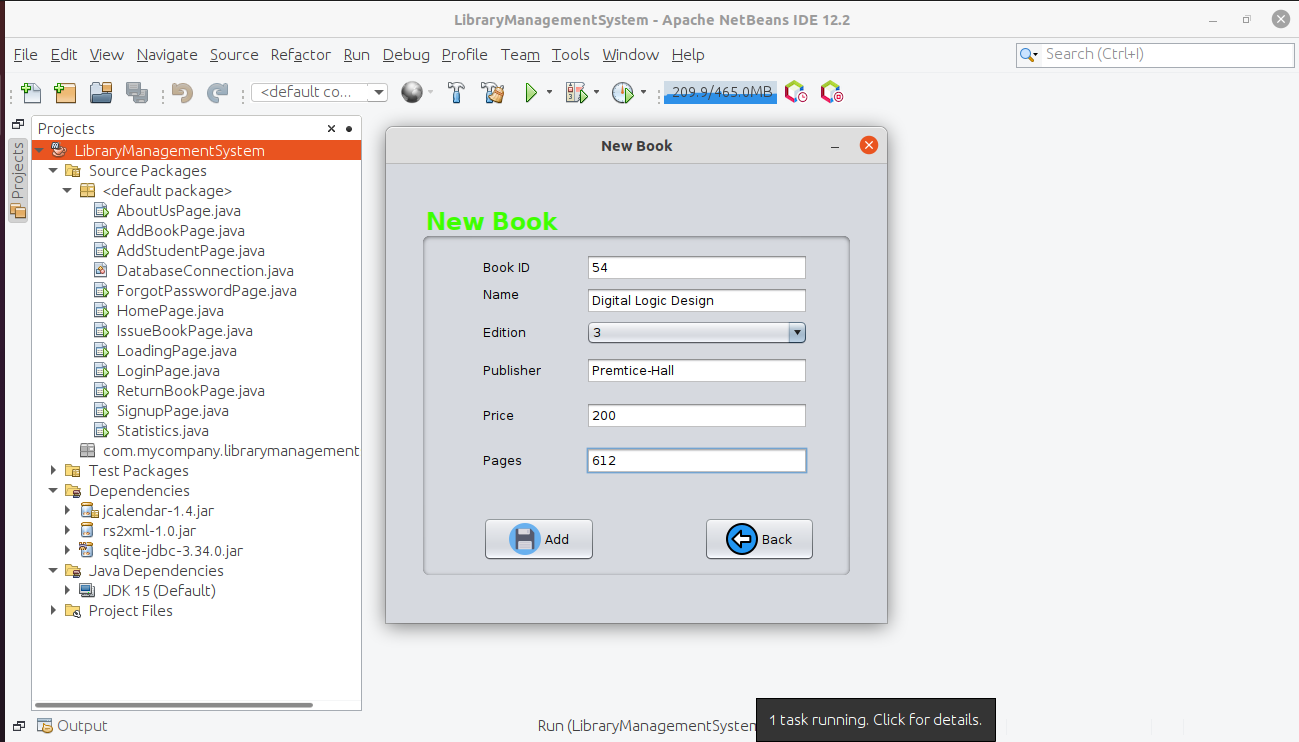 LibraryManagementSystem - Apache NetBeans IDE 12.2
File Edit View Navigate Source Refactor Run Debug Profile Team Tools Window Help
Search (Ctrl+I)
<default co...
209.9/465.0MB
Projects
Projects
LibraryManagementSystem
Source Packages
<default package>
AboutUsPage.java
AddBookPage.java
AddStudentPage.java
DatabaseConnection.java
ForgotPasswordPage.java
HomePage.java
IssueBookPage.java
LoadingPage.java
LoginPage.java
ReturnBookPage.java
SignupPage.java
Statistics.java
com.mycompany.librarymanagement
Test Packages
Dependencies
jcalendar-1.4.jar
rs2xml-1.0.jar
sqlite-jdbc-3.34.0.jar
Java Dependencies
JDK 15 (Default)
Project Files
New Book
New Book
Book ID 54
Name Digital Logic Design
Edition 3
Publisher Premtice-Hall
Price 200
Pages 612
Add Back
Output
Run (LibraryManagementSystem
1 task running. Click for details.